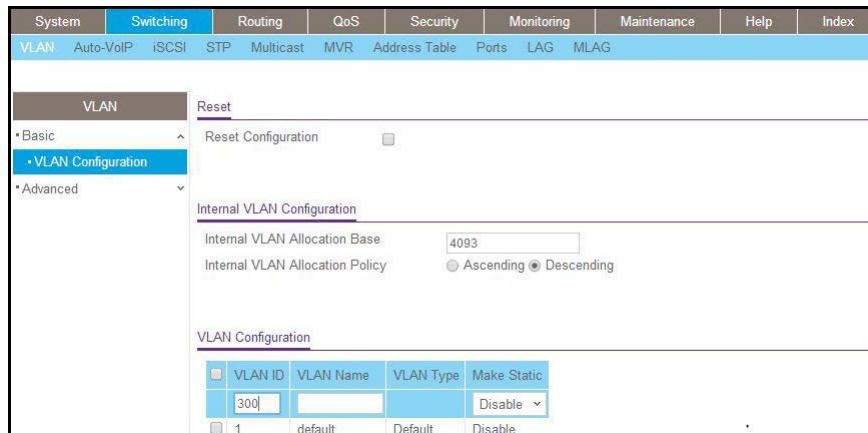 System Switching Routing QoS Security Monitoring Maintenance Help Index
VLAN Auto-VoIP iSCSI STP Multicast MVR Address Table Ports LAG MLAG
VLAN
Basic
VLAN Configuration
Advanced
Reset
Reset Configuration
Internal VLAN Configuration
Internal VLAN Allocation Base 4093
Internal VLAN Allocation Policy Ascending Descending
VLAN Configuration
VLAN ID VLAN Name VLAN Type Make Static
300 Disable
1 default Default Disable